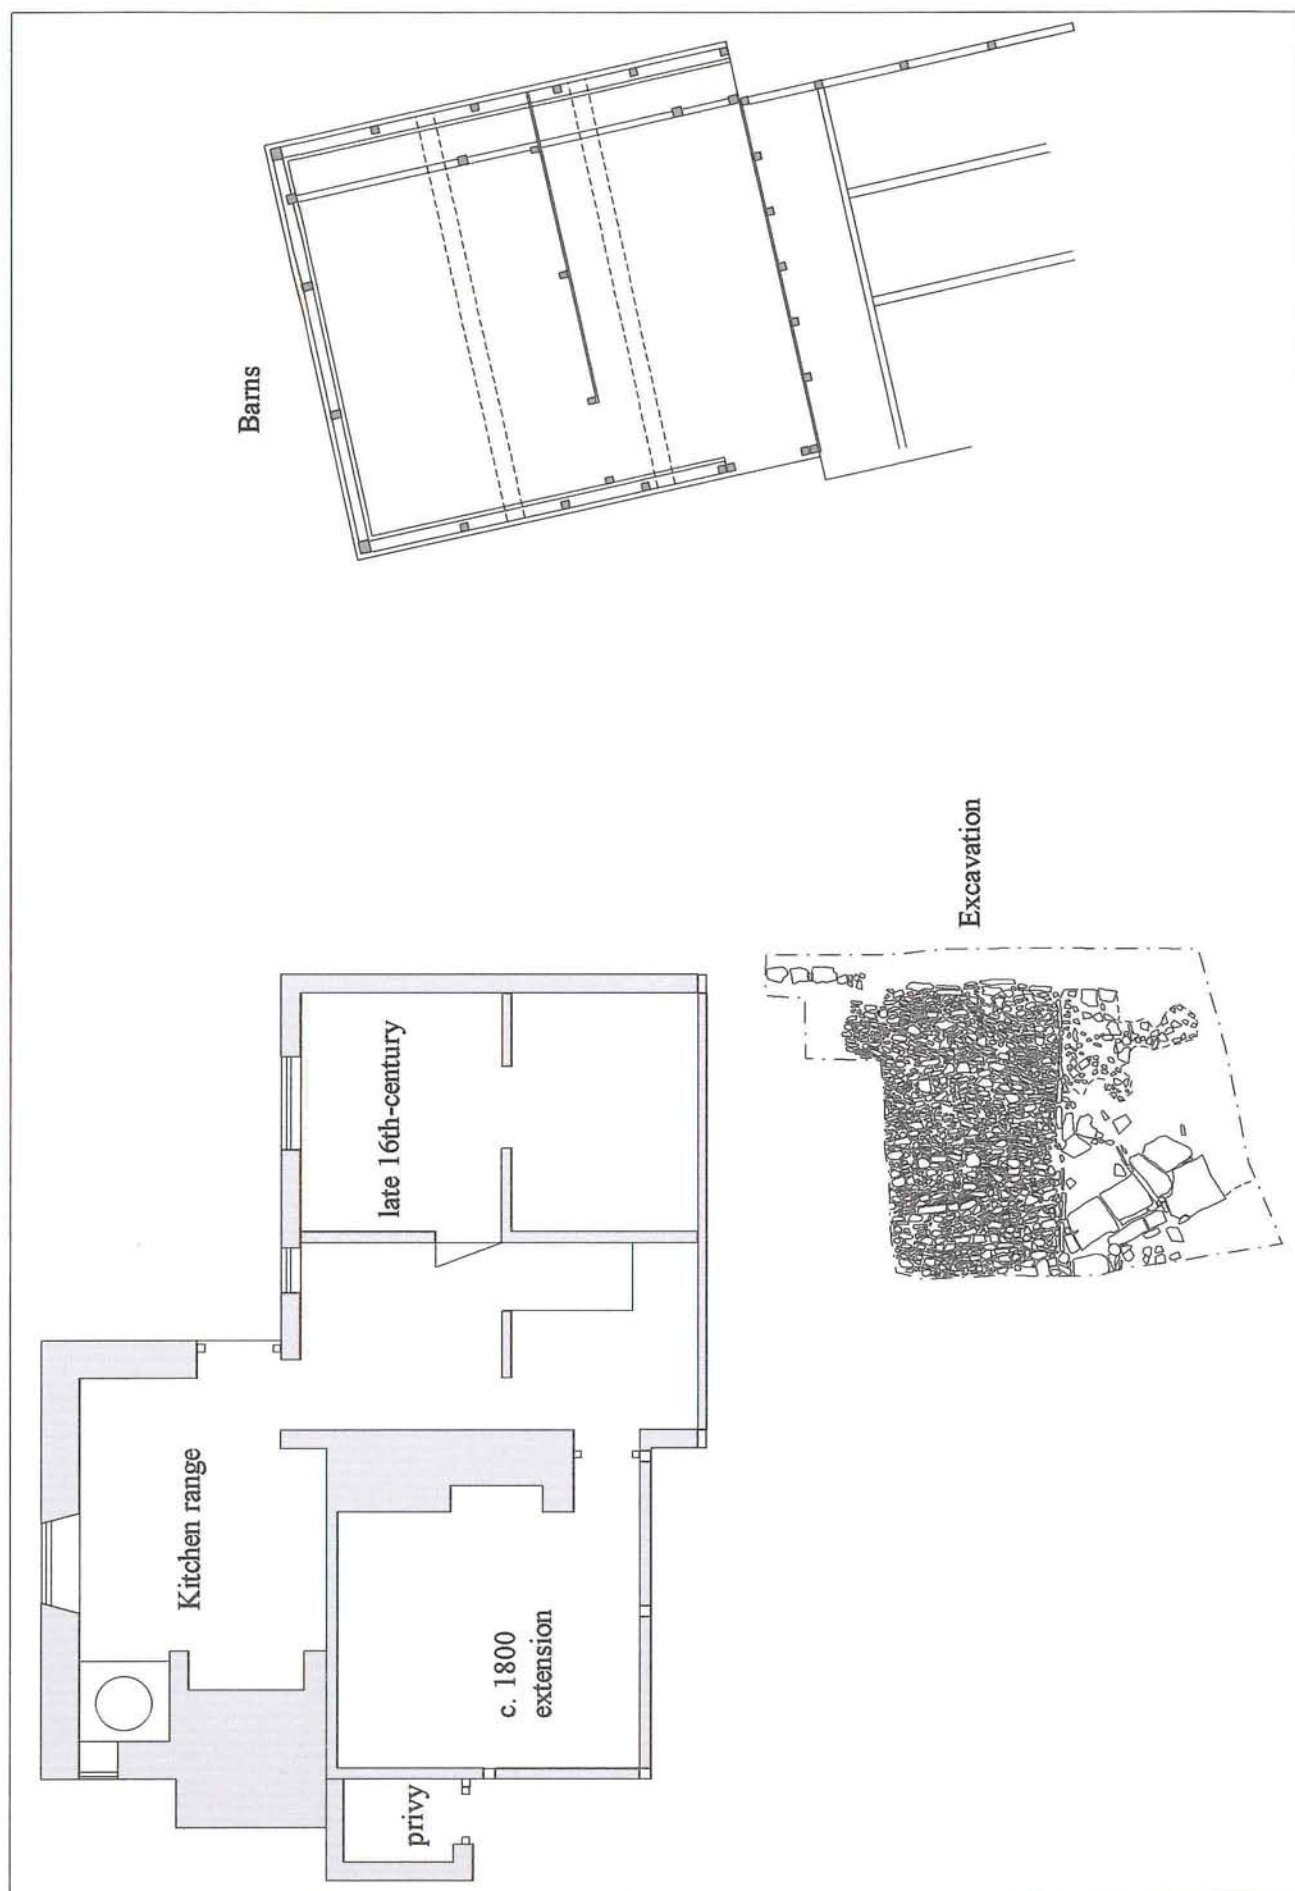 Kitchen range
late 16th-century
c. 1800
extension
privy
Barns
Excavation